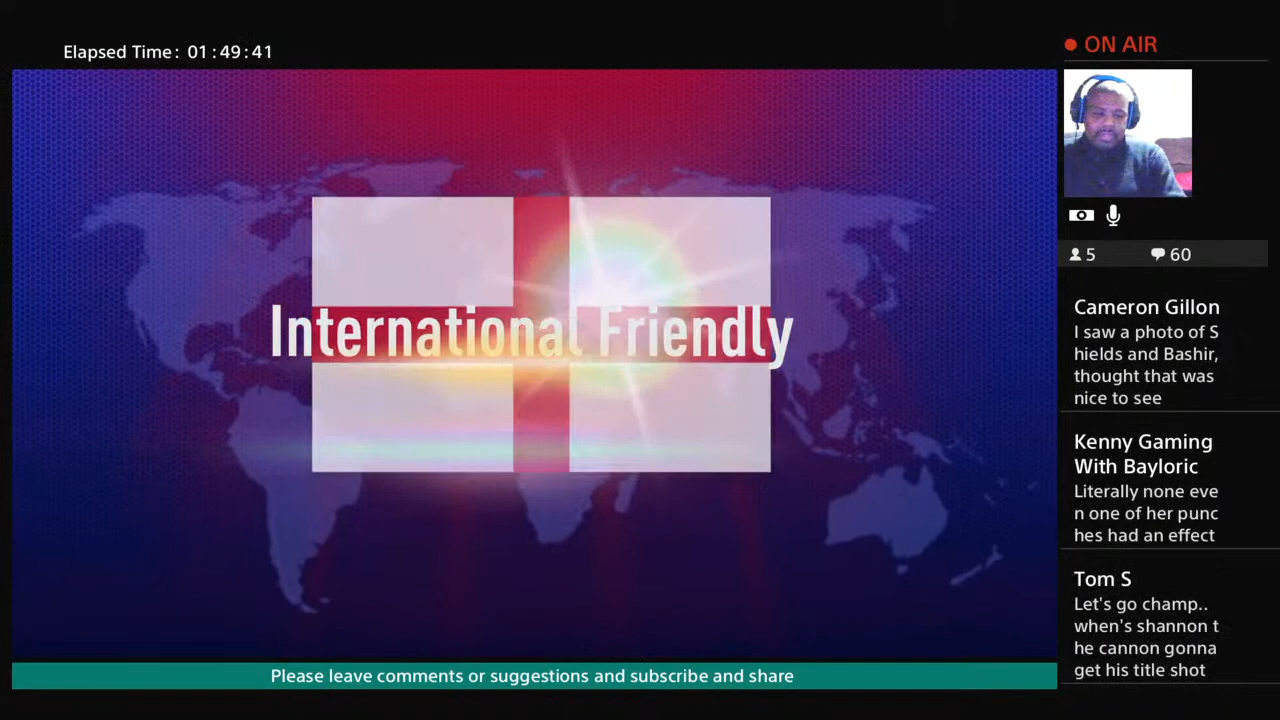 Elapsed Time: 01:49:41
ON AIR
International Friendly
5 60
Cameron Gillon
I saw a photo of S
hields and Bashir,
thought that was
nice to see
Kenny Gaming
With Bayloric
Literally none eve
n one of her punc
hes had an effect
Tom S
Let's go champ..
when's shannon t
he cannon gonna
get his title shot
Please leave comments or suggestions and subscribe and share